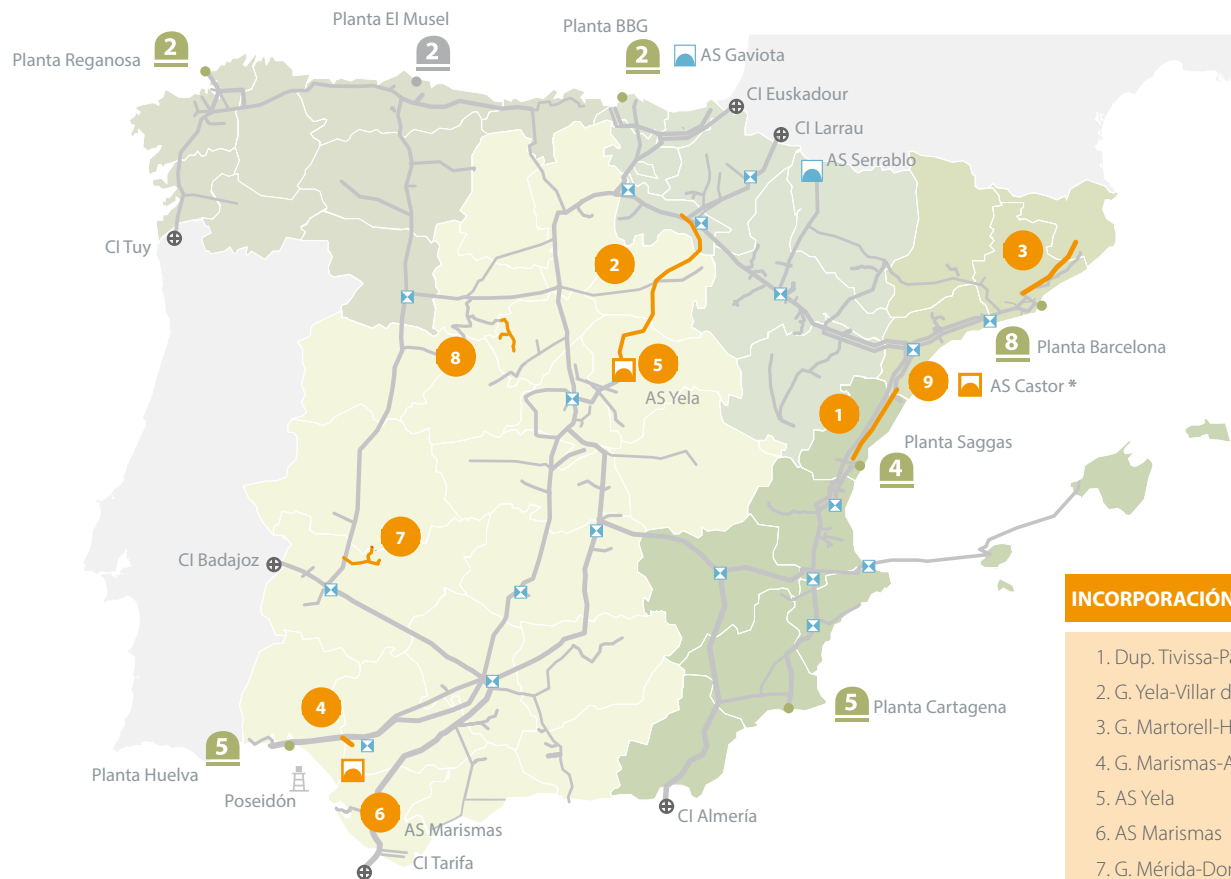 Planta El Musel
2
Planta BBG
2
AS Gaviota
Planta Reganosa
2
CI Euskadour
CI Larrau
AS Serrablo
CI Tuy
2
3
8
5
AS Yela
8
Planta Barcelona
9
AS Castor *
1
Planta Saggas
4
7
CI Badajoz
INCORPORACIÓN
1. Dup. Tivissa-Pa
2. G. Yela-Villar d
3. G. Martorell-H
4. G. Marismas-A
5. AS Yela
6. AS Marismas
7. G. Mérida-Don
4
5
Planta Cartagena
5
Planta Huelva
Poseidón
6
AS Marismas
CI Almería
CI Tarifa